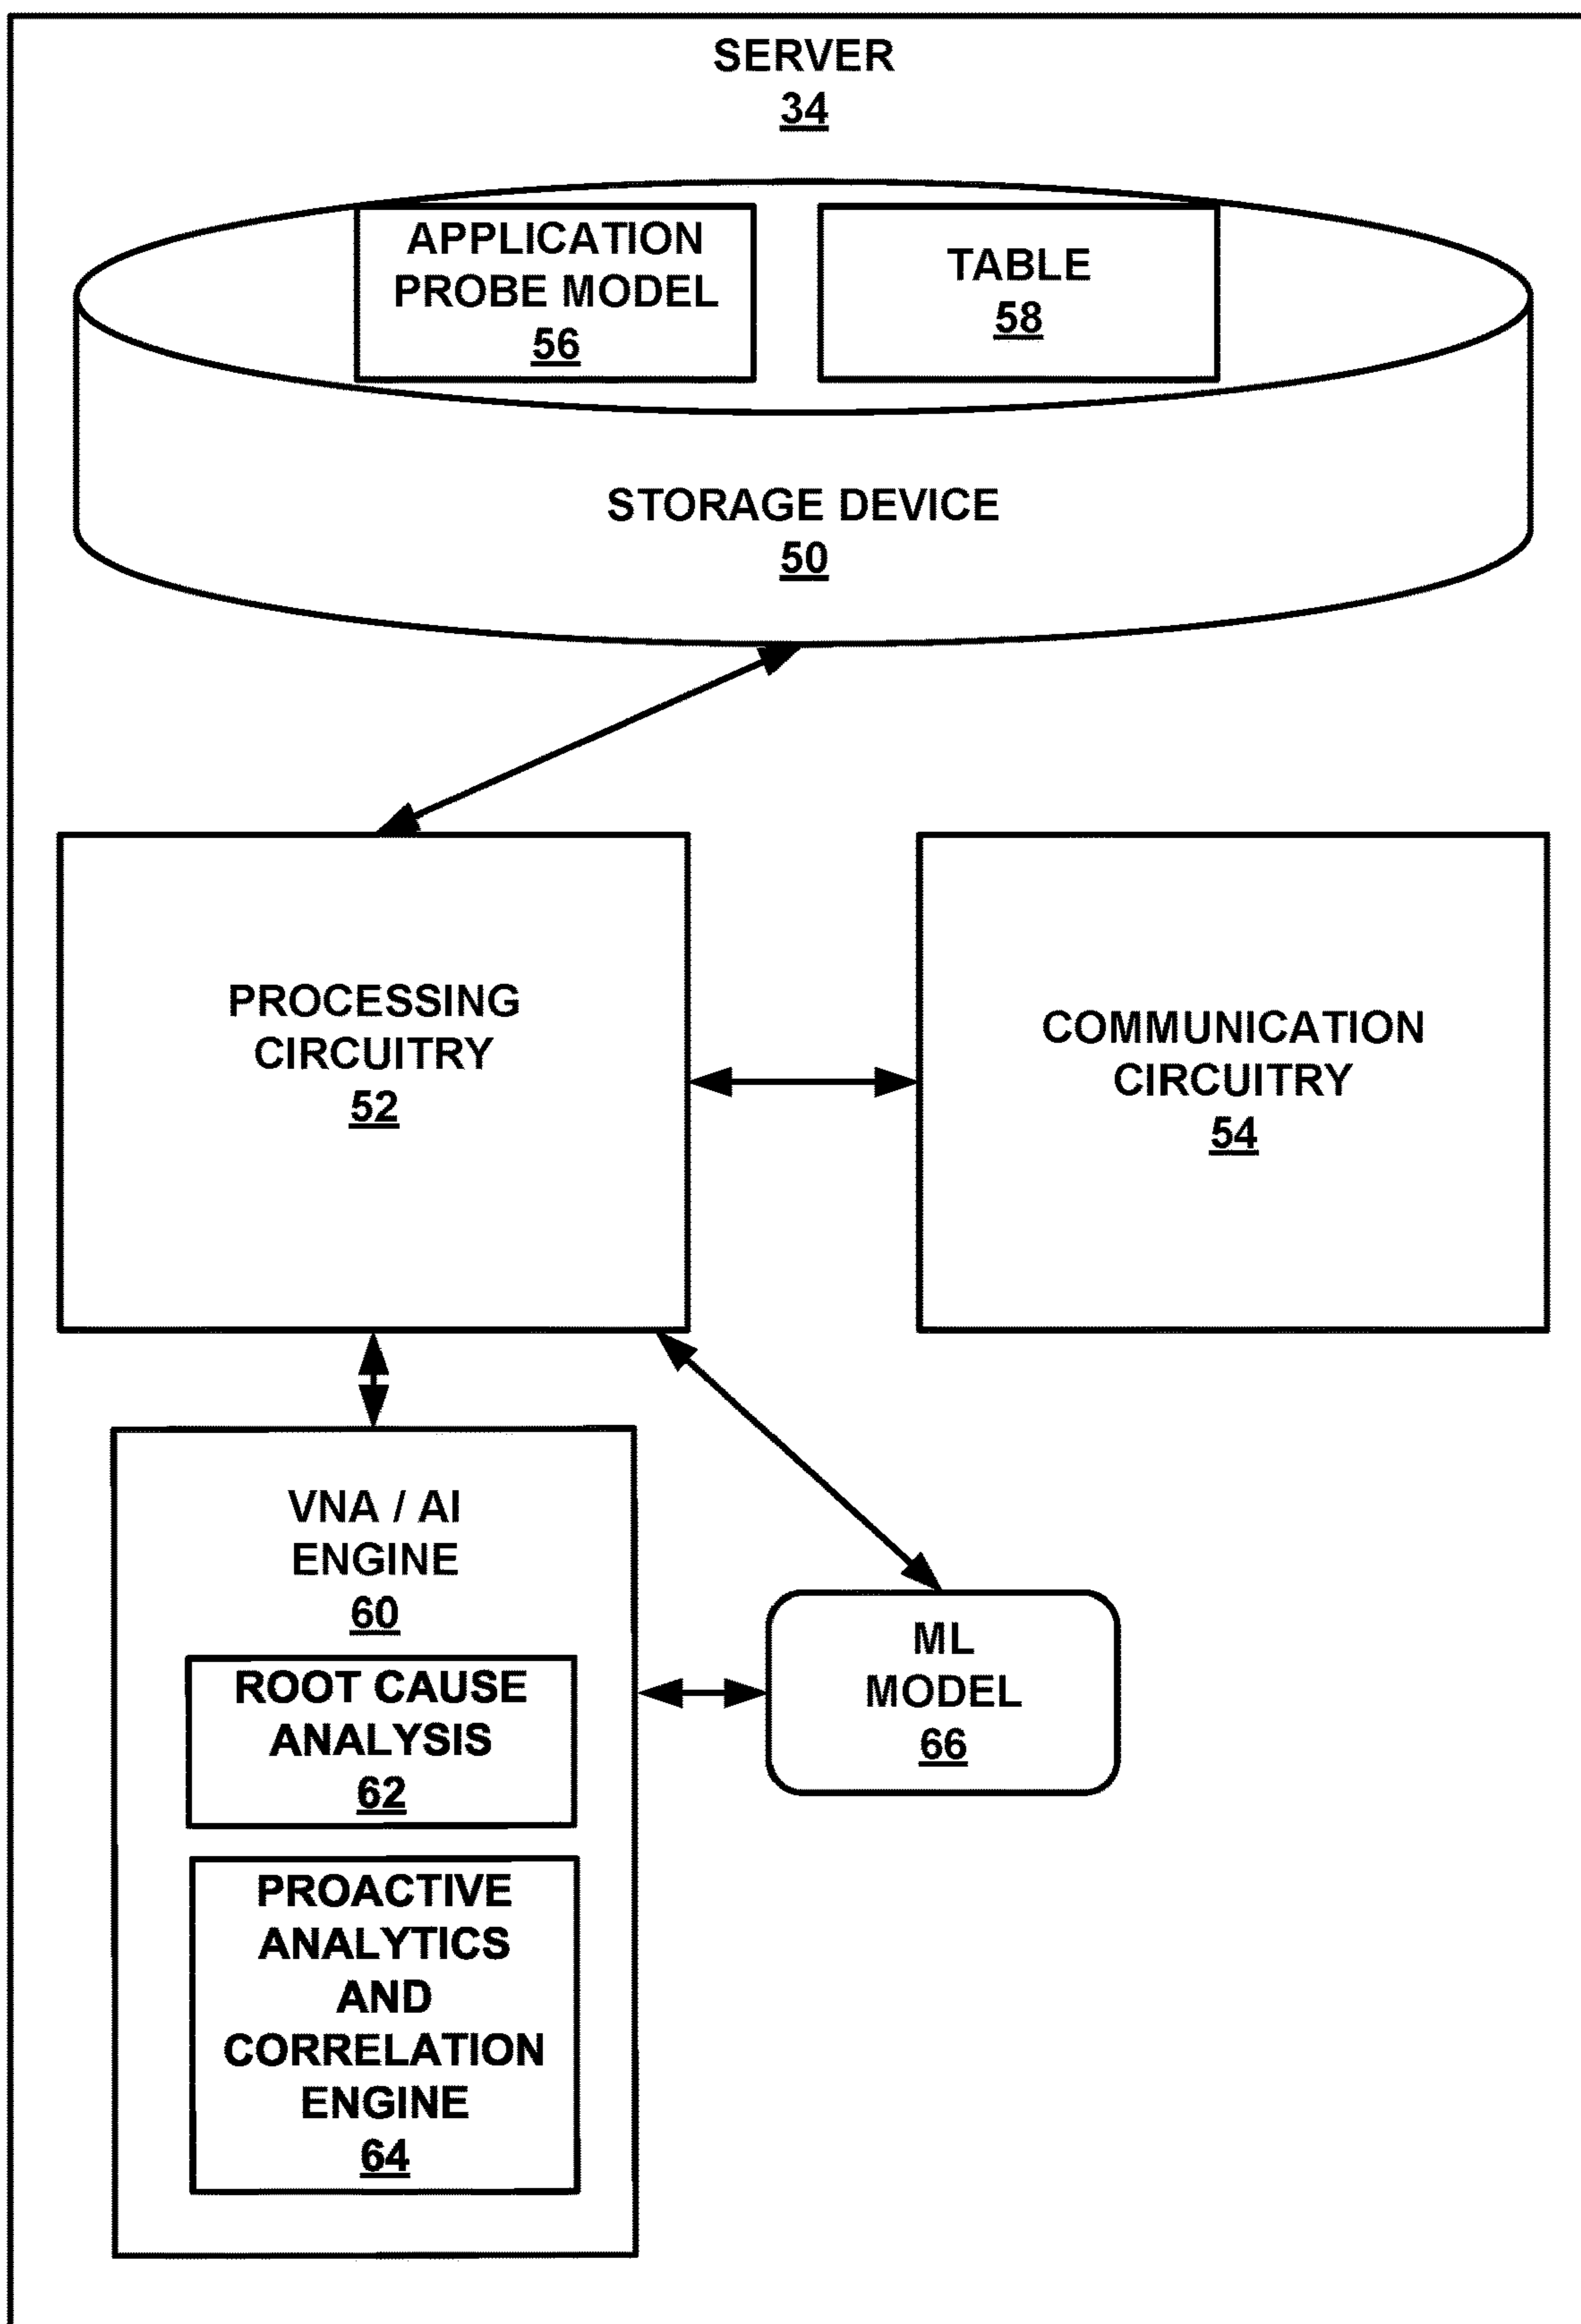 SERVER
34
APPLICATION
PROBE MODEL
56
TABLE
58
STORAGE DEVICE
50
PROCESSING
CIRCUITRY
52
COMMUNICATION
CIRCUITRY
54
VNA / AI
ENGINE
60
ROOT CAUSE
ANALYSIS
62
PROACTIVE
ANALYTICS
AND
CORRELATION
ENGINE
64
ML
MODEL
66